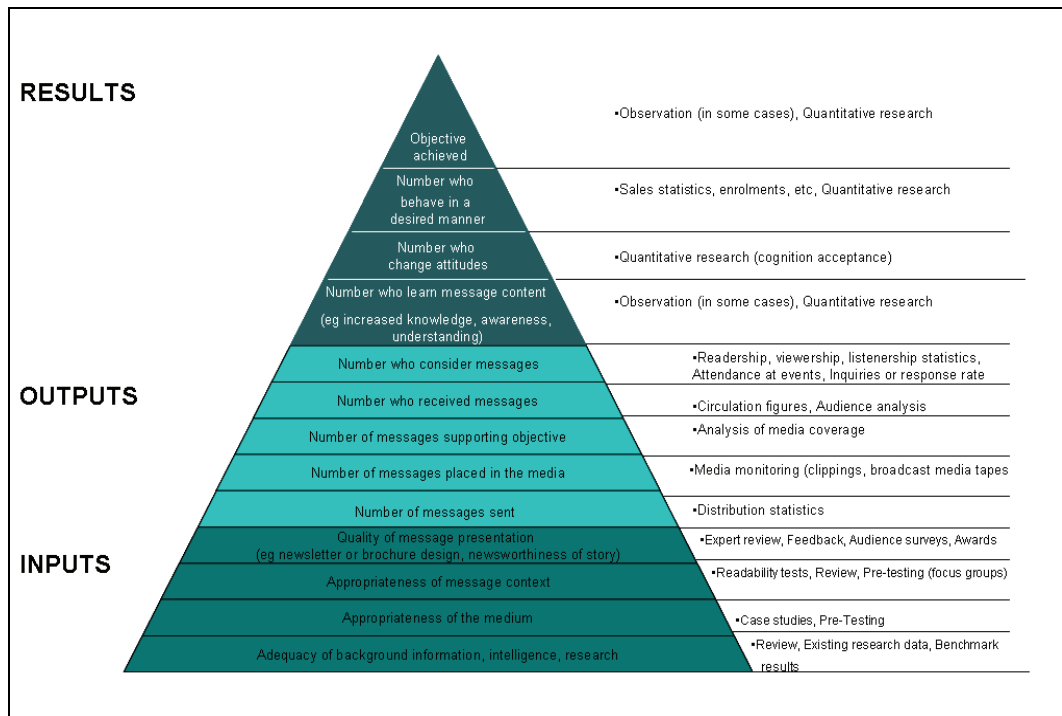 RESULTS
Objective
achieved
▪Observation (in some cases), Quantitative research
Number who
behave in a
desired manner
▪Sales statistics, enrolments, etc, Quantitative research
Number who
change attitudes
▪Quantitative research (cognition acceptance)
Number who learn message content
(eg increased knowledge, awareness,
understanding)
▪Observation (in some cases), Quantitative research
OUTPUTS
Number who consider messages
▪Readership, viewership, listenership statistics,
Attendance at events, Inquiries or response rate
Number who received messages
▪Circulation figures, Audience analysis
Number of messages supporting objective
▪Analysis of media coverage
Number of messages placed in the media
▪Media monitoring (clippings, broadcast media tapes
Number of messages sent
▪Distribution statistics
INPUTS
Quality of message presentation
(eg newsletter or brochure design, newsworthiness of story)
▪Expert review, Feedback, Audience surveys, Awards
Appropriateness of message context
▪Readability tests, Review, Pre-testing (focus groups)
Appropriateness of the medium
▪Case studies, Pre-Testing
Adequacy of background information, intelligence, research
▪Review, Existing research data, Benchmark
results